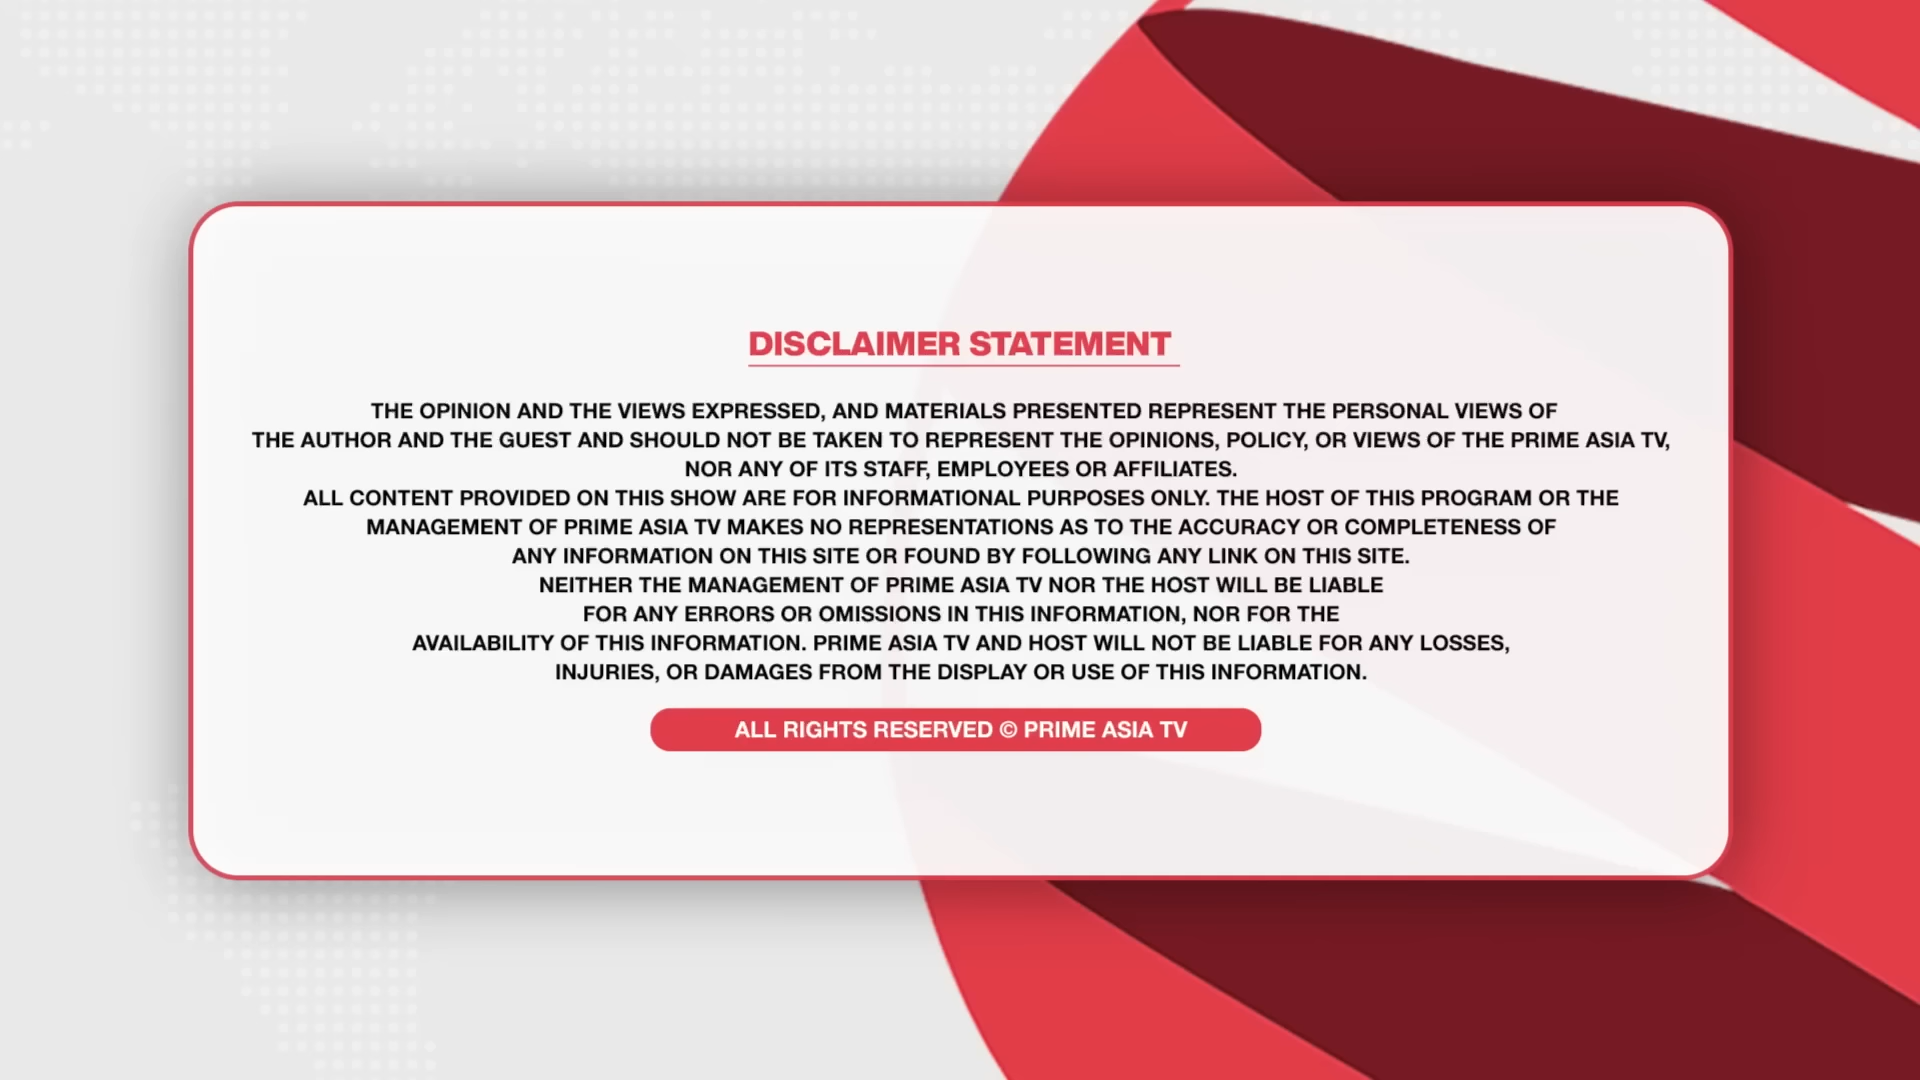 DISCLAIMER STATEMENT
THE OPINION AND THE VIEWS EXPRESSED, AND MATERIALS PRESENTED REPRESENT THE PERSONAL VIEWS OF
THE AUTHOR AND THE GUEST AND SHOULD NOT BE TAKEN TO REPRESENT THE OPINIONS, POLICY, OR VIEWS OF THE PRIME ASIA TV,
NOR ANY OF ITS STAFF, EMPLOYEES OR AFFILIATES.
ALL CONTENT PROVIDED ON THIS SHOW ARE FOR INFORMATIONAL PURPOSES ONLY. THE HOST OF THIS PROGRAM OR THE
MANAGEMENT OF PRIME ASIA TV MAKES NO REPRESENTATIONS AS TO THE ACCURACY OR COMPLETENESS OF
ANY INFORMATION ON THIS SITE OR FOUND BY FOLLOWING ANY LINK ON THIS SITE.
NEITHER THE MANAGEMENT OF PRIME ASIA TV NOR THE HOST WILL BE LIABLE
FOR ANY ERRORS OR OMISSIONS IN THIS INFORMATION, NOR FOR THE
AVAILABILITY OF THIS INFORMATION. PRIME ASIA TV AND HOST WILL NOT BE LIABLE FOR ANY LOSSES,
INJURIES, OR DAMAGES FROM THE DISPLAY OR USE OF THIS INFORMATION.
ALL RIGHTS RESERVED © PRIME ASIA TV